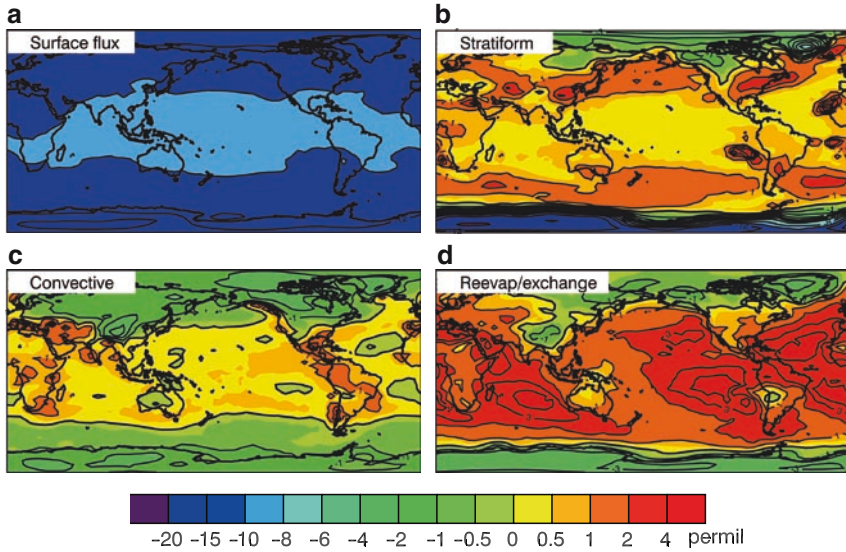 a
Surface flux
b
Stratiform
c
Convective
d
Reevap/exchange
−20 −15 −10 −8 −6 −4 −2 −1 −0.5 0 0.5 1 2 4 permil